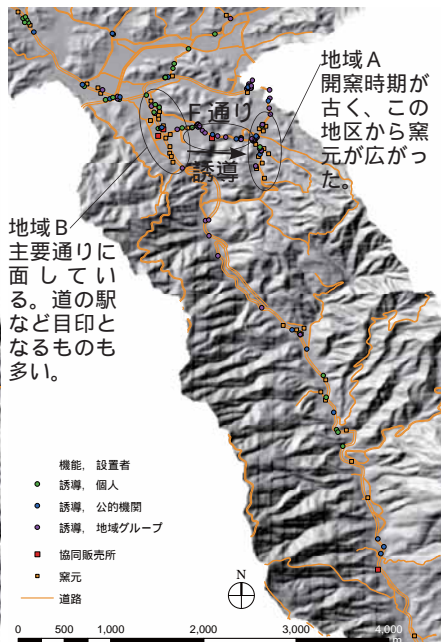 地域A
開窯時期が
古く、この
地区から窯
元が広がっ
た。
F通り
誘導
地域B
主要通りに
面している。道の駅
など目印と
なるものも
多い。
機能， 設置者
誘導， 個人
誘導， 公的機関
誘導， 地域グループ
協同販売所
窯元
道路
N
0 500 1,000 2,000 3,000 4,000
m